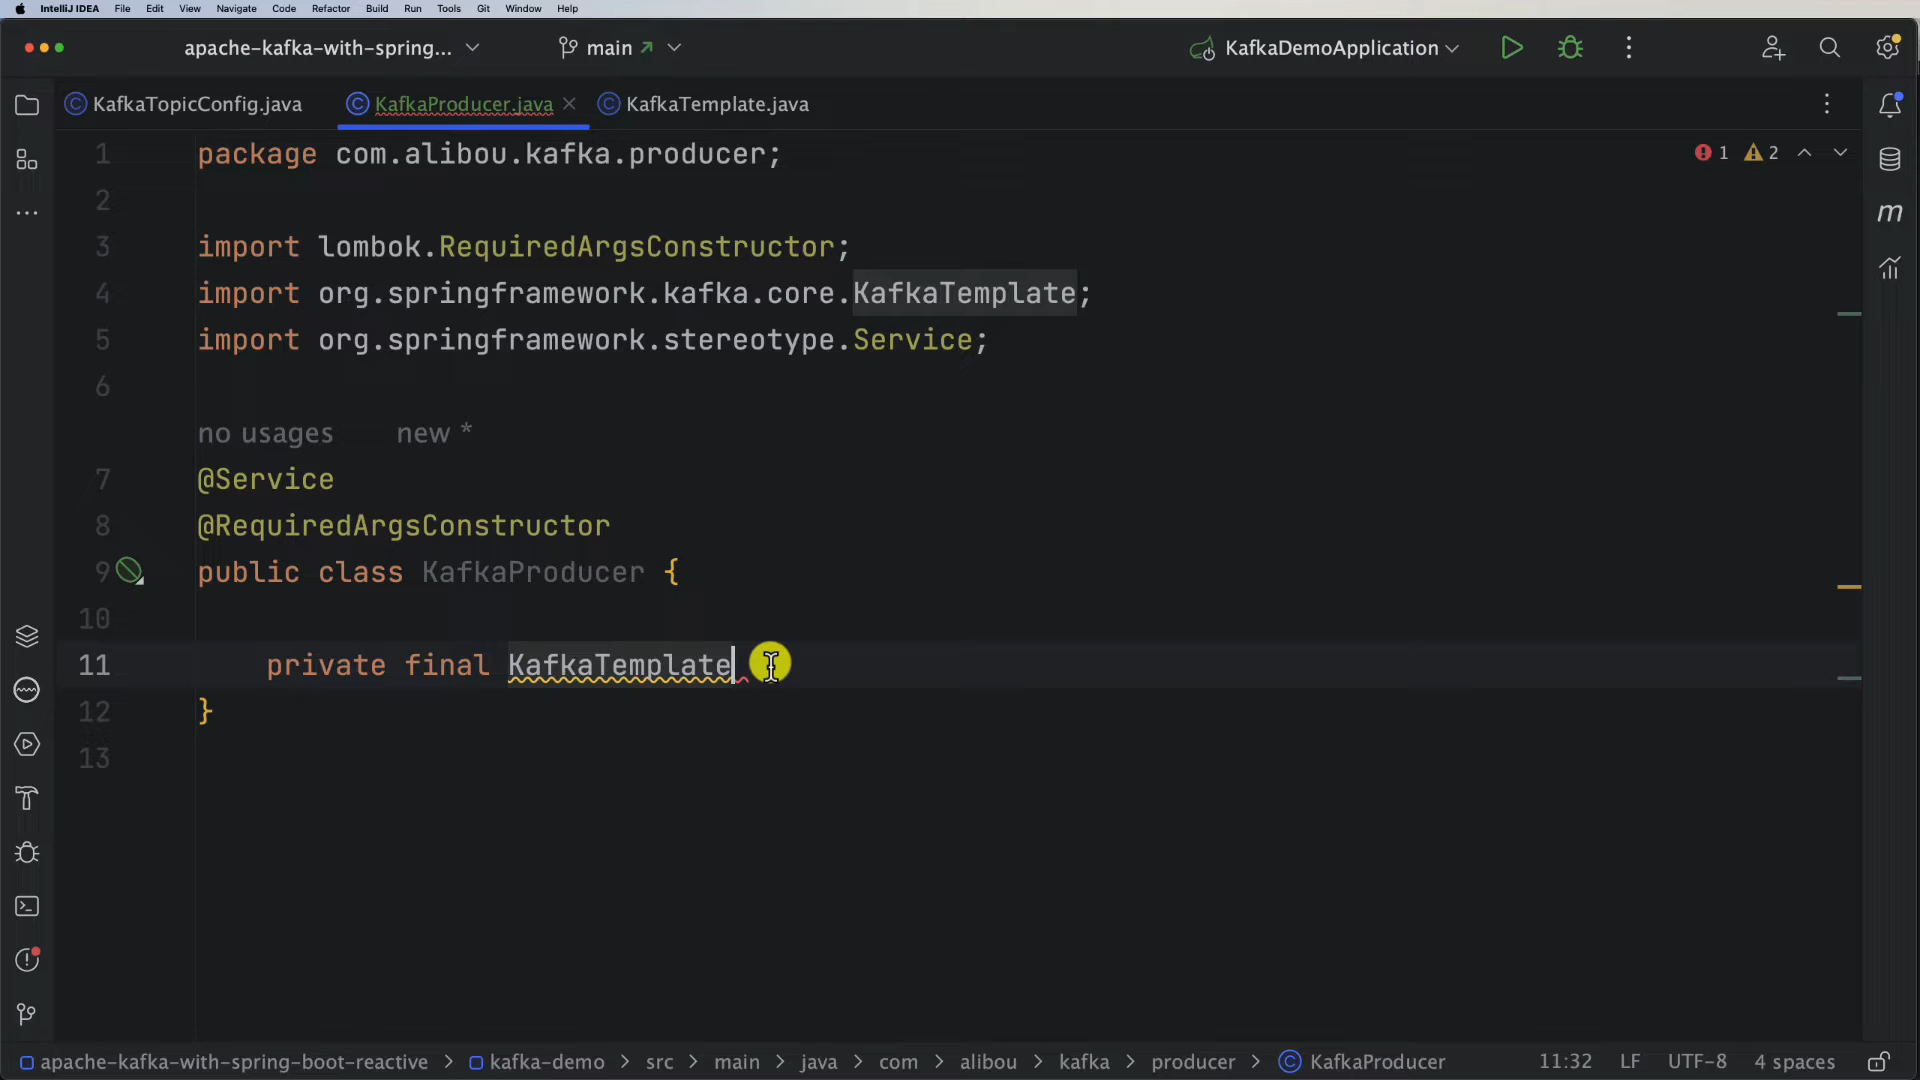 IntelliJ IDEA File Edit View Navigate Code Refactor Build Run Tools Git Window Help
apache-kafka-with-spring... main KafkaDemoApplication
KafkaTopicConfig.java KafkaProducer.java KafkaTemplate.java
1 package com.alibou.kafka.producer; 1 2
2
3 import lombok.RequiredArgsConstructor;
4 import org.springframework.kafka.core.KafkaTemplate;
5 import org.springframework.stereotype.Service;
6
no usages new *
7 @Service
8 @RequiredArgsConstructor
9 public class KafkaProducer {
10
11 private final KafkaTemplate
12 }
13
apache-kafka-with-spring-boot-reactive > kafka-demo > src > main > java > com > alibou > kafka > producer > KafkaProducer 11:32 LF UTF-8 4 spaces